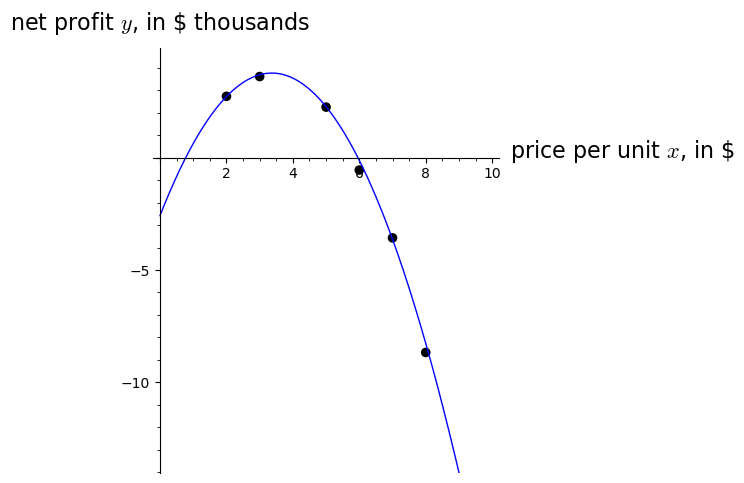 net profit y, in $ thousands
price per unit x, in $
2 4 6 8 10
−5
−10